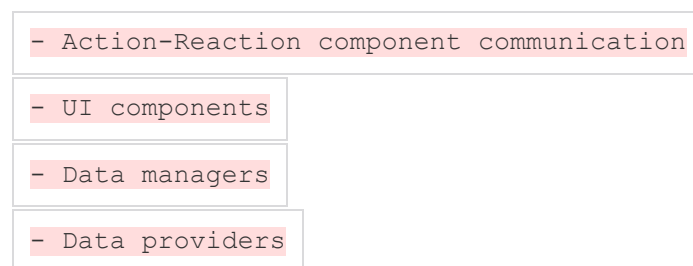 - Action-Reaction component communication
- UI components
- Data managers
- Data providers